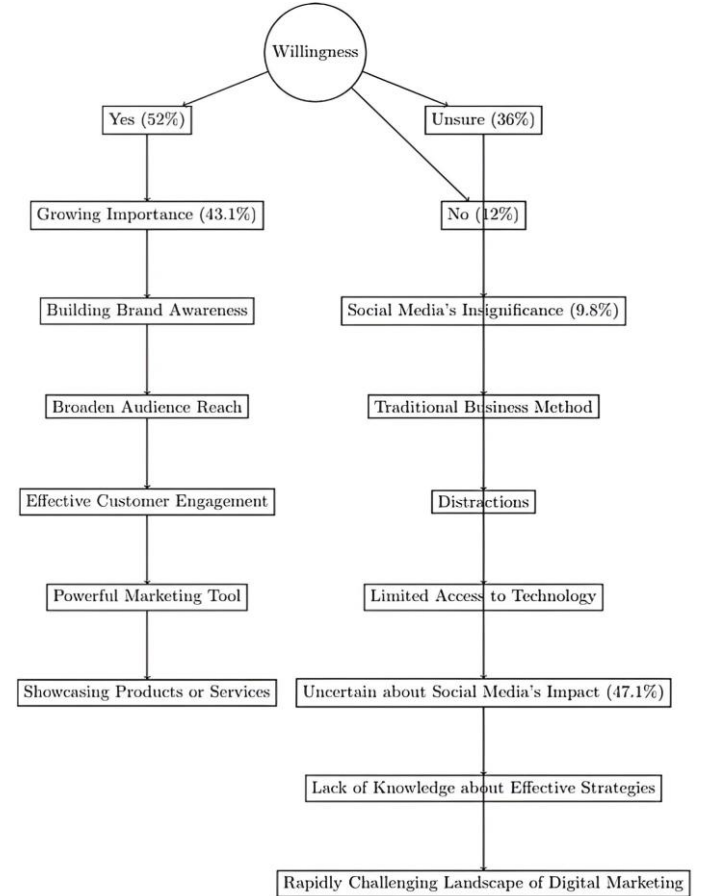 Willingness
Yes (52%)
Unsure (36%)
Growing Importance (43.1%)
No (12%)
Building Brand Awareness
Social Media's Insignificance (9.8%)
Broaden Audience Reach
Traditional Business Method
Effective Customer Engagement
Distractions
Powerful Marketing Tool
Limited Access to Technology
Showcasing Products or Services
Uncertain about Social Media's Impact (47.1%)
Lack of Knowledge about Effective Strategies
Rapidly Challenging Landscape of Digital Marketing